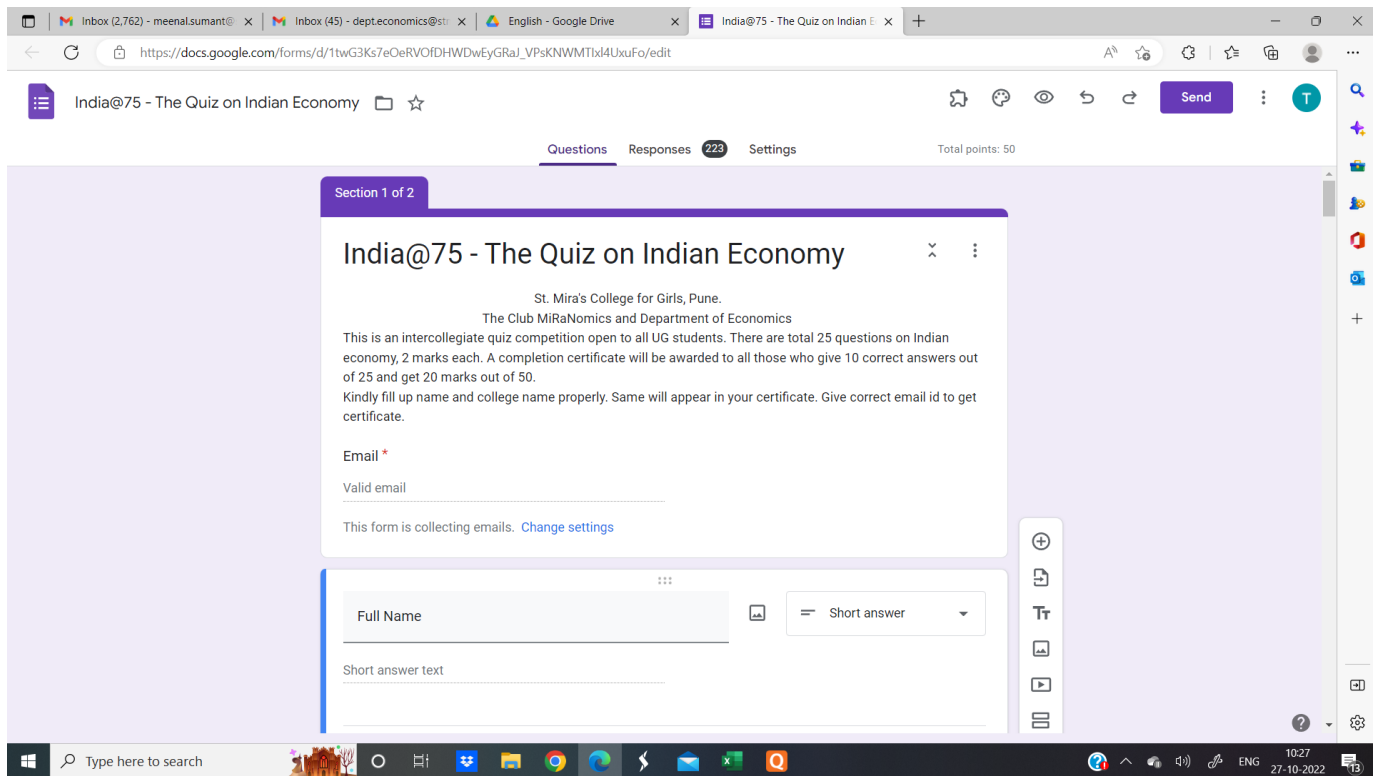 Inbox (2,762) - meenal.sumant@
Inbox (45) - dept.economics@str
English - Google Drive
India@75 - The Quiz on Indian E
https://docs.google.com/forms/d/1twG3Ks7eOeRVOfDHWDwEyGRaJ_VPsKNWMTIxl4UxuFo/edit
India@75 - The Quiz on Indian Economy
Send
T
Questions
Responses 223
Settings
Total points: 50
Section 1 of 2
India@75 - The Quiz on Indian Economy
St. Mira's College for Girls, Pune.
The Club MiRaNomics and Department of Economics
This is an intercollegiate quiz competition open to all UG students. There are total 25 questions on Indian
economy, 2 marks each. A completion certificate will be awarded to all those who give 10 correct answers out
of 25 and get 20 marks out of 50.
Kindly fill up name and college name properly. Same will appear in your certificate. Give correct email id to get
certificate.
Email *
Valid email
This form is collecting emails. Change settings
Full Name
Short answer
Short answer text
Type here to search
ENG
10:27
27-10-2022
13